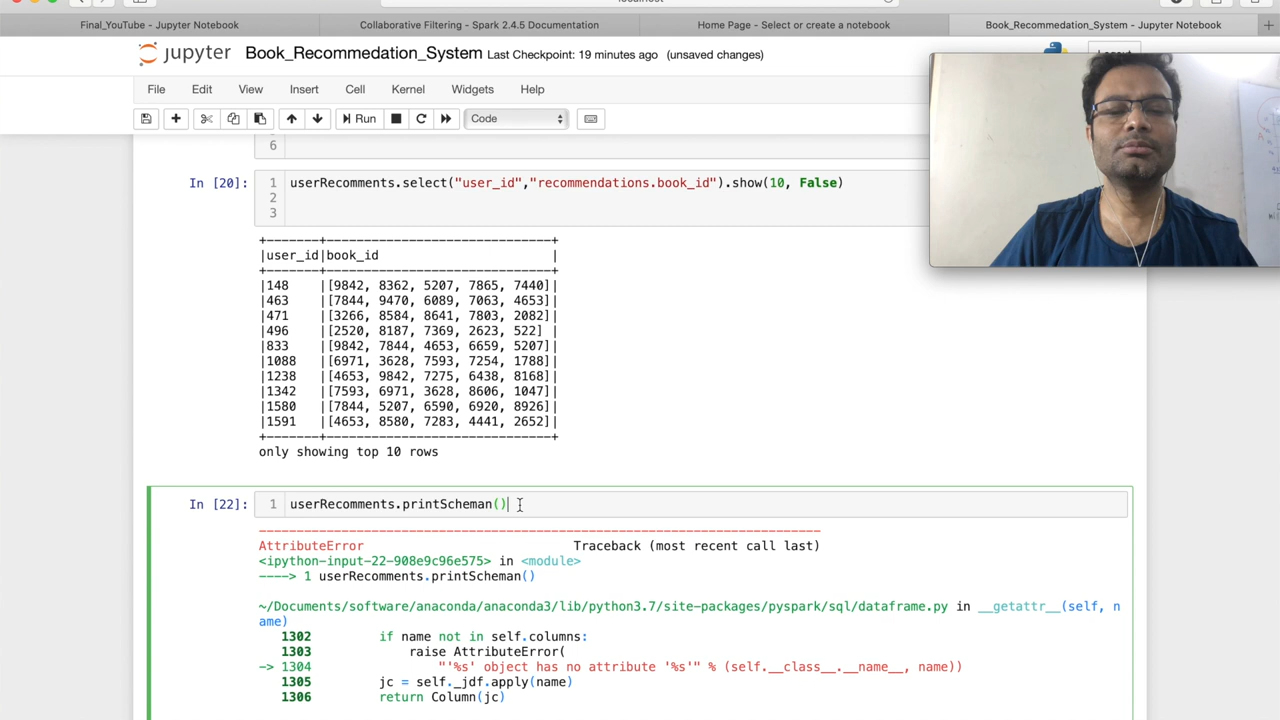 Final_YouTube - Jupyter Notebook
Collaborative Filtering - Spark 2.4.5 Documentation
Home Page - Select or create a notebook
Book_Recommedation_System - Jupyter Notebook
jupyter Book_Recommedation_System Last Checkpoint: 19 minutes ago (unsaved changes)
File Edit View Insert Cell Kernel Widgets Help
Run Code
6
In [20]: 1 userRecomments.select("user_id","recommendations.book_id").show(10, False)
2
3
+-------+------------------------------+
|user_id|book_id                       |
+-------+------------------------------+
|148    |[9842, 8362, 5207, 7865, 7440]|
|463    |[7844, 9470, 6089, 7063, 4653]|
|471    |[3266, 8584, 8641, 7803, 2082]|
|496    |[2520, 8187, 7369, 2623, 522] |
|833    |[9842, 7844, 4653, 6659, 5207]|
|1088   |[6971, 3628, 7593, 7254, 1788]|
|1238   |[4653, 9842, 7275, 6438, 8168]|
|1342   |[7593, 6971, 3628, 8606, 1047]|
|1580   |[7844, 5207, 6590, 6920, 8926]|
|1591   |[4653, 8580, 7283, 4441, 2652]|
+-------+------------------------------+
only showing top 10 rows
In [22]: 1 userRecomments.printScheman()
---------------------------------------------------------------------------
AttributeError                            Traceback (most recent call last)
<ipython-input-22-908e9c96e575> in <module>
----> 1 userRecomments.printScheman()
~/Documents/software/anaconda/anaconda3/lib/python3.7/site-packages/pyspark/sql/dataframe.py in __getattr__(self, n
ame)
1302         if name not in self.columns:
1303             raise AttributeError(
-> 1304                 "'%s' object has no attribute '%s'" % (self.__class__.__name__, name))
1305         jc = self._jdf.apply(name)
1306         return Column(jc)